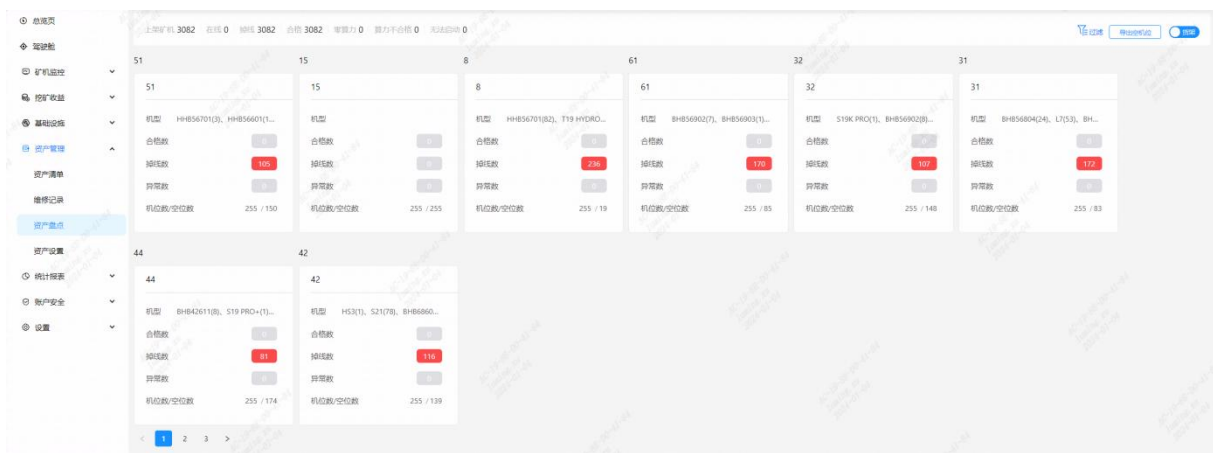 总览页
驾驶舱
矿机监控
挖矿收益
基础设施
资产管理
资产清单
维修记录
资产盘点
资产设置
统计报表
账户安全
设置
上架矿机 3082 在线 0 掉线 3082 合格 3082 零算力 0 算力不合格 0 无法启动 0
过滤 导出空机位 货架
51 15 8 61 32 31
51 15 8 61 32 31
机型 HHB56701(3)、HHB56601(1... 机型 机型 HHB56701(82)、T19 HYDRO... 机型 BHB56902(7)、BHB56903(1)... 机型 S19K PRO(1)、BHB56902(8)... 机型 BHB56804(24)、L7(53)、BH...
合格数 0 合格数 0 合格数 0 合格数 0 合格数 0 合格数 0
掉线数 105 掉线数 0 掉线数 236 掉线数 170 掉线数 107 掉线数 172
异常数 0 异常数 0 异常数 0 异常数 0 异常数 0 异常数 0
机位数/空位数 255 / 150 机位数/空位数 255 / 255 机位数/空位数 255 / 19 机位数/空位数 255 / 85 机位数/空位数 255 / 148 机位数/空位数 255 / 83
44 42
44 42
机型 BHB42611(8)、S19 PRO+(1)... 机型 HS3(1)、S21(78)、BHB6860...
合格数 0 合格数 0
掉线数 81 掉线数 116
异常数 0 异常数 0
机位数/空位数 255 / 174 机位数/空位数 255 / 139
< 1 2 3 >